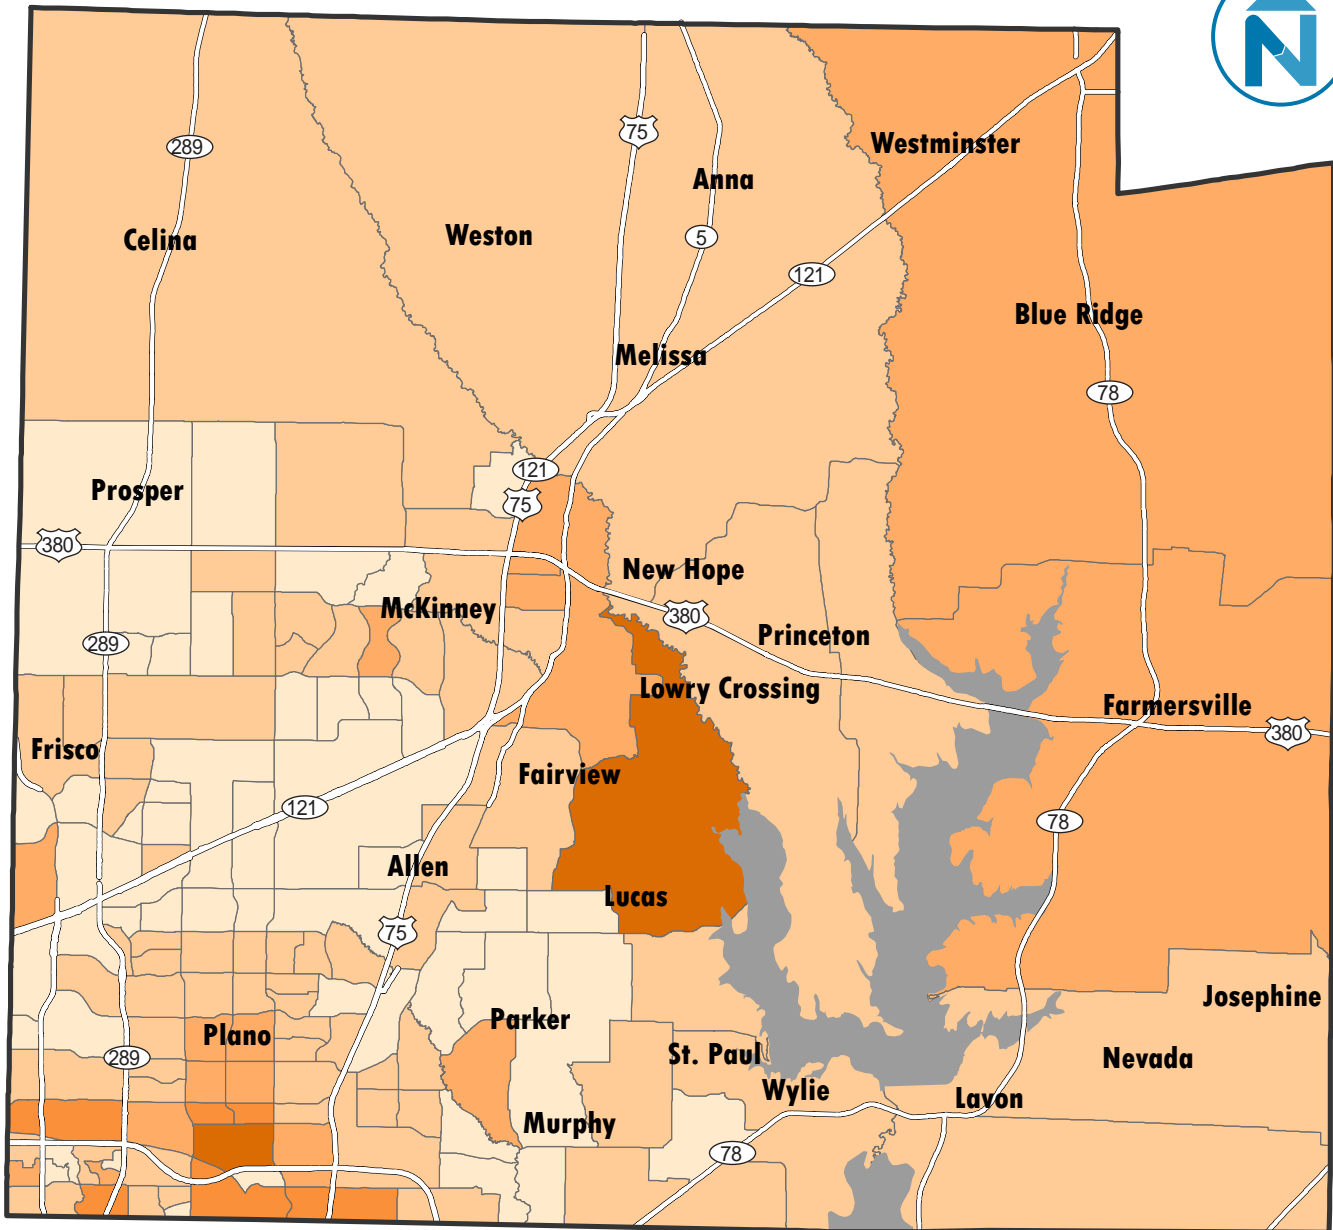 N
75
Westminster
289
Anna
Celina
Weston
5
121
Blue Ridge
Melissa
78
121
Prosper
75
380
New Hope
McKinney
380
289
Princeton
Lowry Crossing
Farmersville
380
Frisco
Fairview
121
78
Allen
Lucas
75
Josephine
Parker
Plano
St. Paul
289
Nevada
Wylie
Lavon
Murphy
78